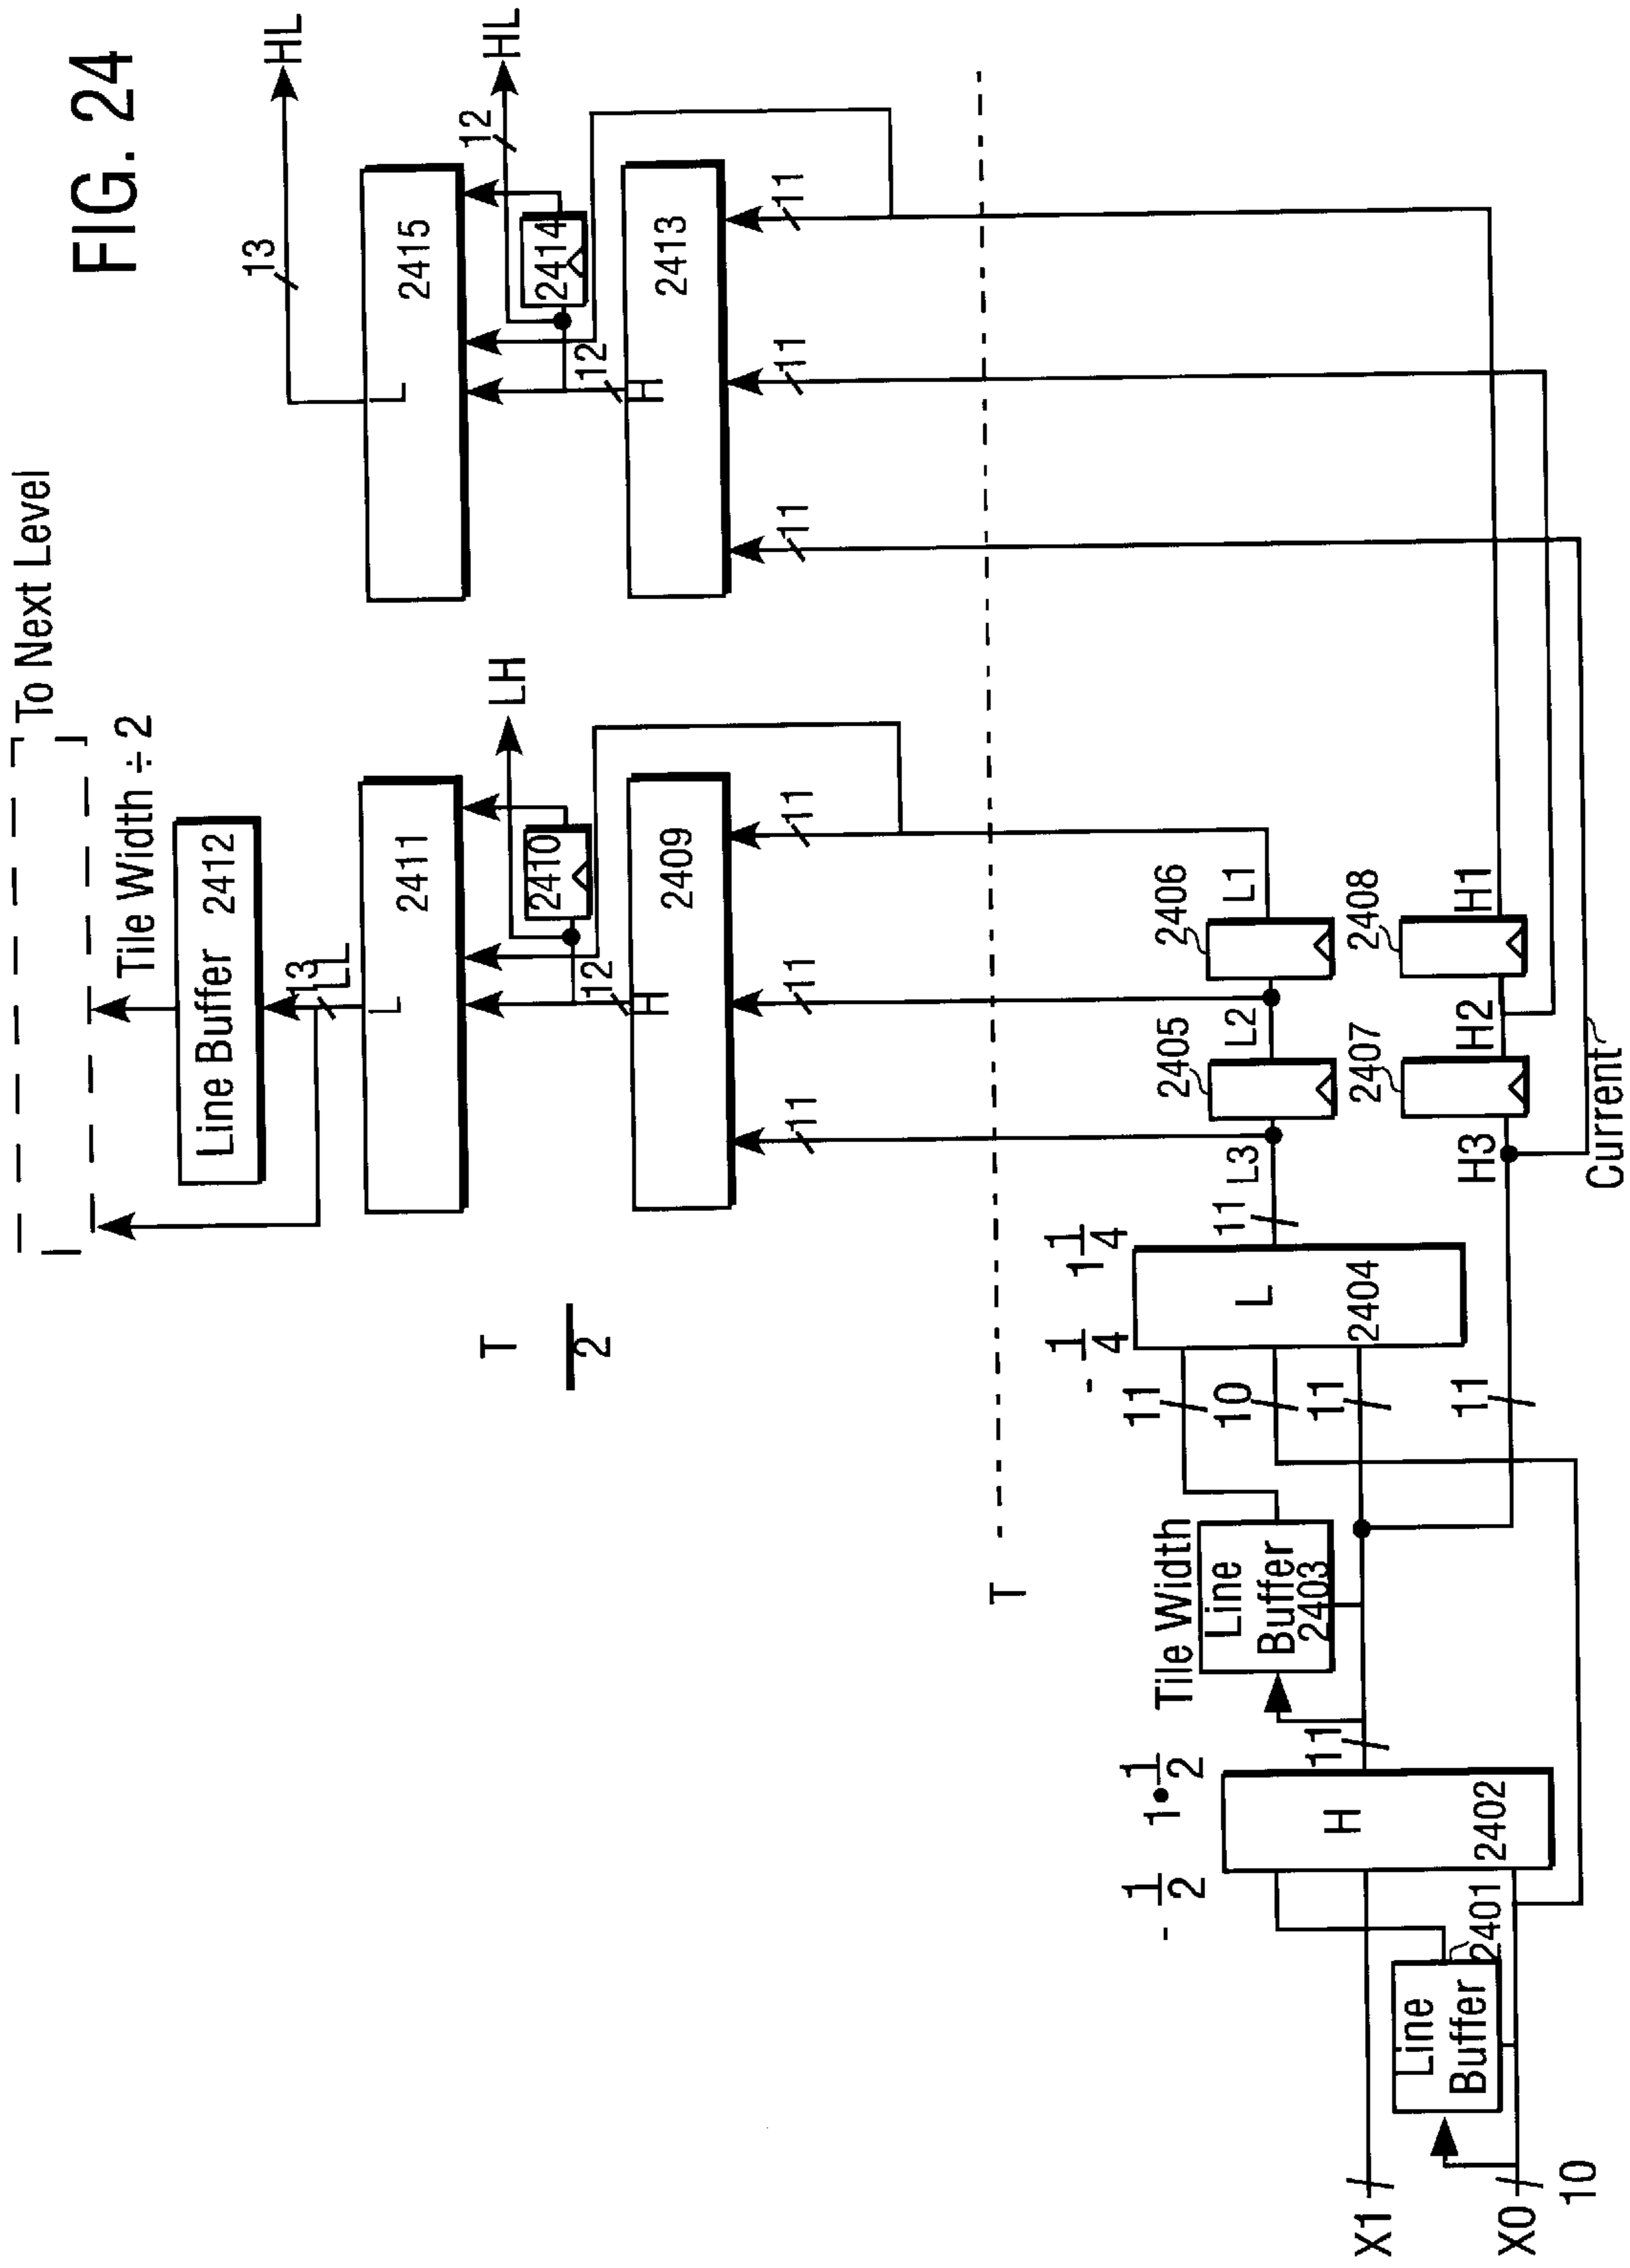 FIG. 24
To Next Level
Tile Width ÷ 2
Line Buffer 2412
13
LL
L
2411
LH
2410
12
H
2409
11
11
11
13
HL
L
2415
12
HL
2414
12
H
2413
11
11
11
T
2
T
X1
X0
10
Line
Buffer
2401
- 1/2
1•1/2
H
2402
11
Tile Width
Line
Buffer
2403
11
10
11
11
- 1/4
1 1/4
L
2404
11
L3
2405
L2
2406
L1
H3
2407
H2
2408
H1
Current